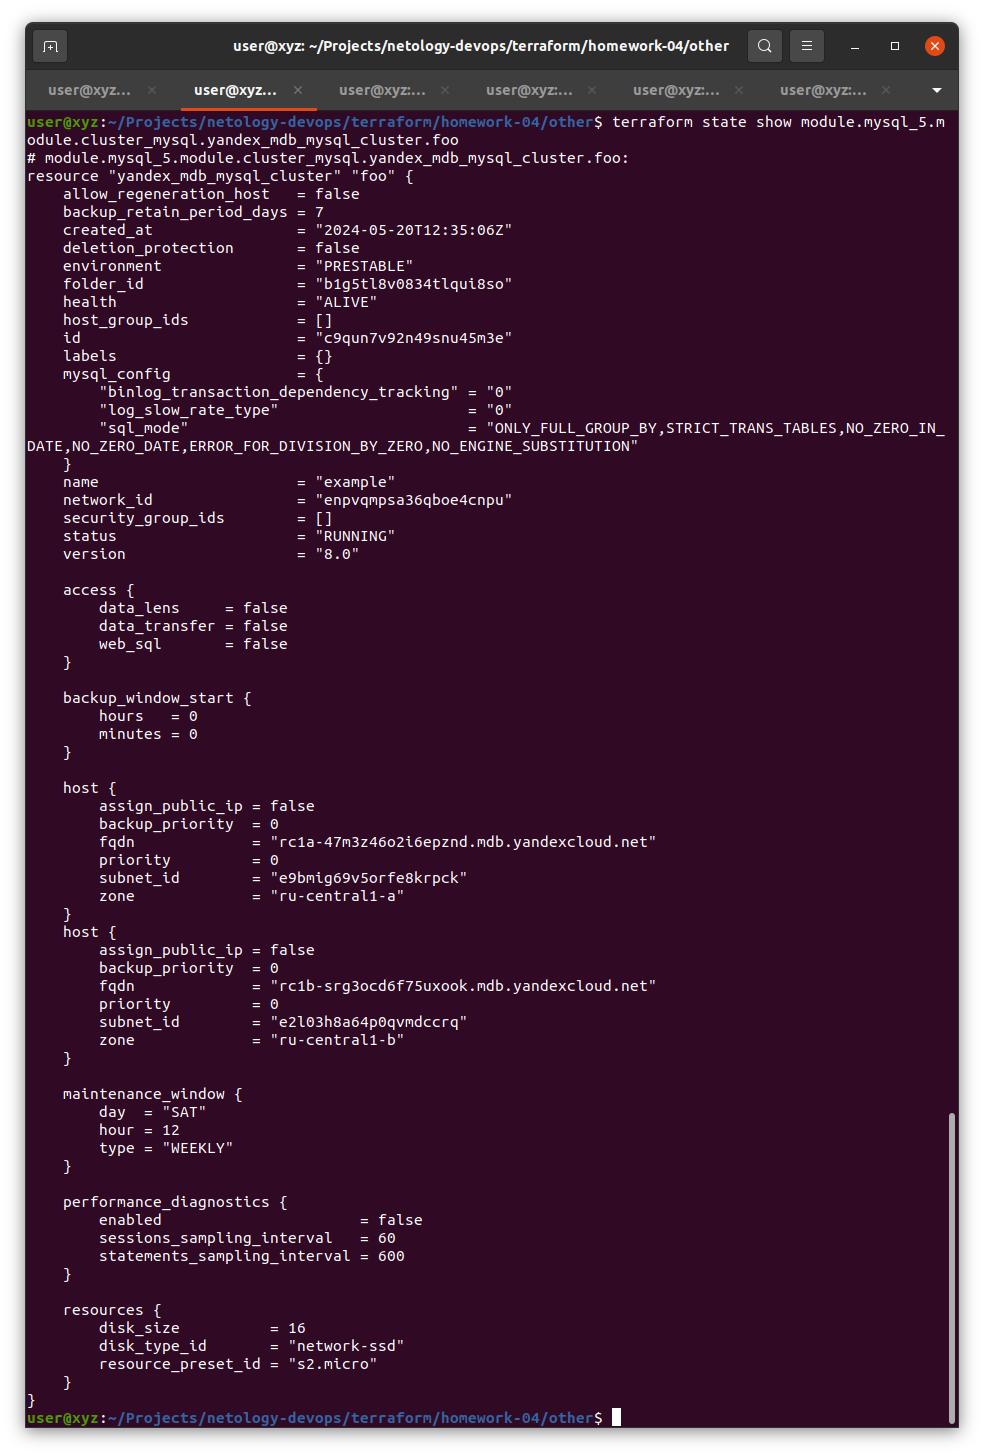 user@xyz: ~/Projects/netology-devops/terraform/homework-04/other
user@xyz... × user@xyz... × user@xyz:... × user@xyz:... × user@xyz:... × user@xyz:... ×
user@xyz:~/Projects/netology-devops/terraform/homework-04/other$ terraform state show module.mysql_5.m
odule.cluster_mysql.yandex_mdb_mysql_cluster.foo
# module.mysql_5.module.cluster_mysql.yandex_mdb_mysql_cluster.foo:
resource "yandex_mdb_mysql_cluster" "foo" {
    allow_regeneration_host   = false
    backup_retain_period_days = 7
    created_at                = "2024-05-20T12:35:06Z"
    deletion_protection       = false
    environment               = "PRESTABLE"
    folder_id                 = "b1g5tl8v0834tlqui8so"
    health                    = "ALIVE"
    host_group_ids            = []
    id                        = "c9qun7v92n49snu45m3e"
    labels                    = {}
    mysql_config              = {
        "binlog_transaction_dependency_tracking" = "0"
        "log_slow_rate_type"                     = "0"
        "sql_mode"                               = "ONLY_FULL_GROUP_BY,STRICT_TRANS_TABLES,NO_ZERO_IN_
DATE,NO_ZERO_DATE,ERROR_FOR_DIVISION_BY_ZERO,NO_ENGINE_SUBSTITUTION"
    }
    name                      = "example"
    network_id                = "enpvqmpsa36qboe4cnpu"
    security_group_ids        = []
    status                    = "RUNNING"
    version                   = "8.0"

    access {
        data_lens     = false
        data_transfer = false
        web_sql       = false
    }

    backup_window_start {
        hours   = 0
        minutes = 0
    }

    host {
        assign_public_ip = false
        backup_priority  = 0
        fqdn             = "rc1a-47m3z46o2i6epznd.mdb.yandexcloud.net"
        priority         = 0
        subnet_id        = "e9bmig69v5orfe8krpck"
        zone             = "ru-central1-a"
    }
    host {
        assign_public_ip = false
        backup_priority  = 0
        fqdn             = "rc1b-srg3ocd6f75uxook.mdb.yandexcloud.net"
        priority         = 0
        subnet_id        = "e2l03h8a64p0qvmdccrq"
        zone             = "ru-central1-b"
    }

    maintenance_window {
        day  = "SAT"
        hour = 12
        type = "WEEKLY"
    }

    performance_diagnostics {
        enabled                      = false
        sessions_sampling_interval   = 60
        statements_sampling_interval = 600
    }

    resources {
        disk_size          = 16
        disk_type_id       = "network-ssd"
        resource_preset_id = "s2.micro"
    }
}
user@xyz:~/Projects/netology-devops/terraform/homework-04/other$